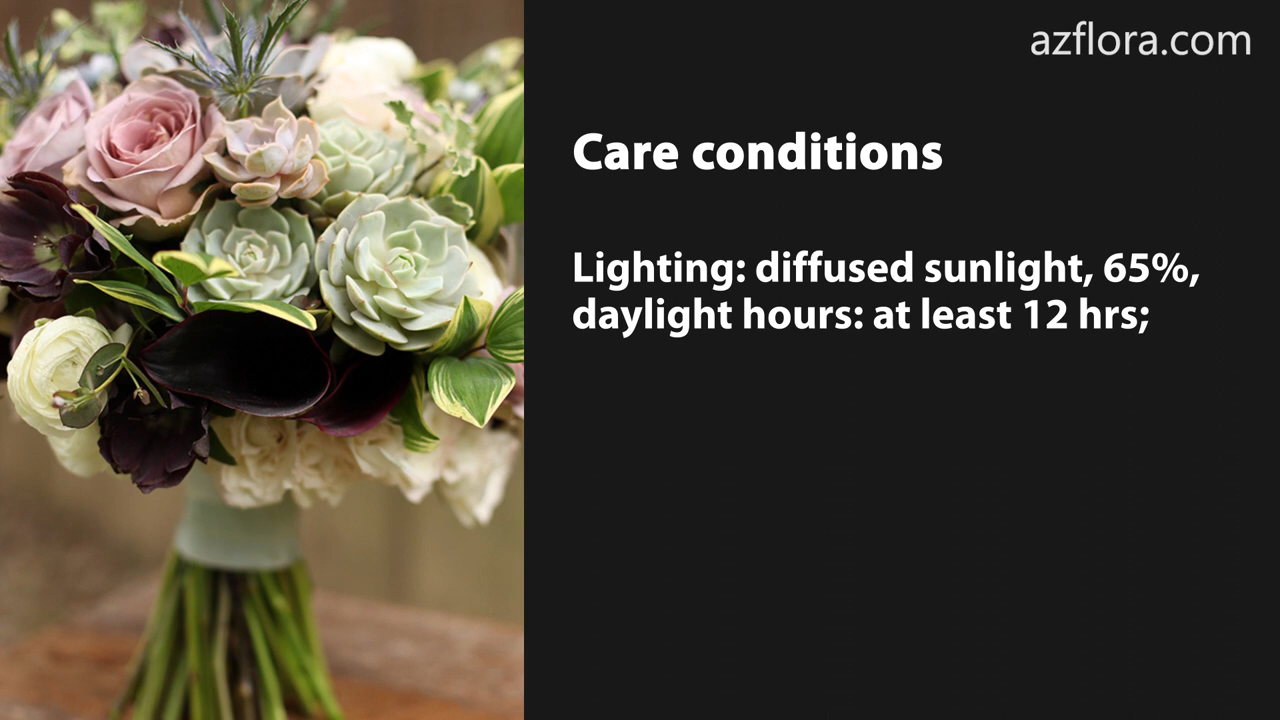 azflora.com
Care conditions
Lighting: diffused sunlight, 65%,
daylight hours: at least 12 hrs;